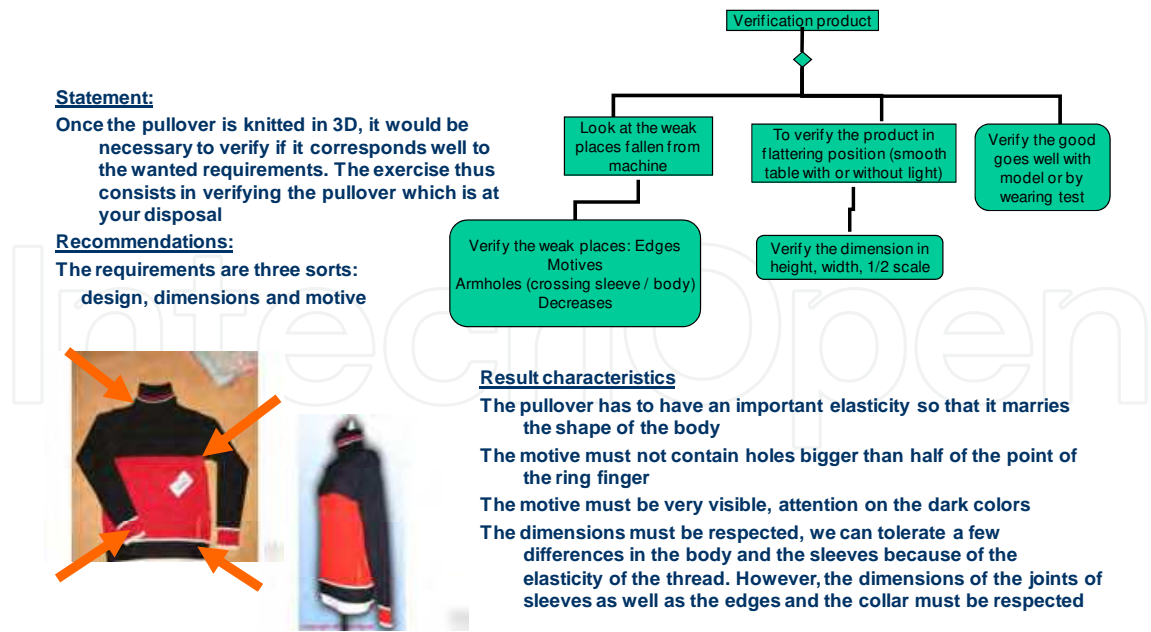 Verification product
Statement:
Once the pullover is knitted in 3D, it would be
necessary to verify if it corresponds well to
the wanted requirements. The exercise thus
consists in verifying the pullover which is at
your disposal
Recommendations:
The requirements are three sorts:
design, dimensions and motive
Look at the weak
places fallen from
machine
To verify the product in
flattering position (smooth
table with or without light)
Verify the good
goes well with
model or by
wearing test
Verify the weak places: Edges
Motives
Armholes (crossing sleeve / body)
Decreases
Verify the dimension in
height, width, 1/2 scale
IntechOpen
Result characteristics
The pullover has to have an important elasticity so that it marries
the shape of the body
The motive must not contain holes bigger than half of the point of
the ring finger
The motive must be very visible, attention on the dark colors
The dimensions must be respected, we can tolerate a few
differences in the body and the sleeves because of the
elasticity of the thread. However, the dimensions of the joints of
sleeves as well as the edges and the collar must be respected